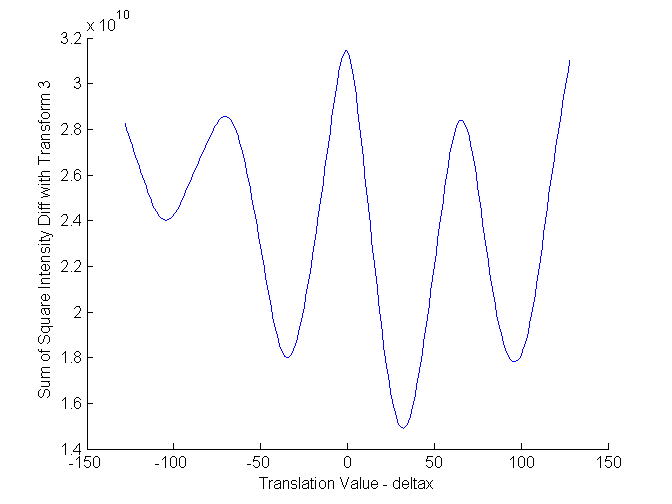 x 10^10
3.2
3
2.8
2.6
2.4
2.2
2
1.8
1.6
1.4
Sum of Square Intensity Diff with Transform 3
-150 -100 -50 0 50 100 150
Translation Value - deltax